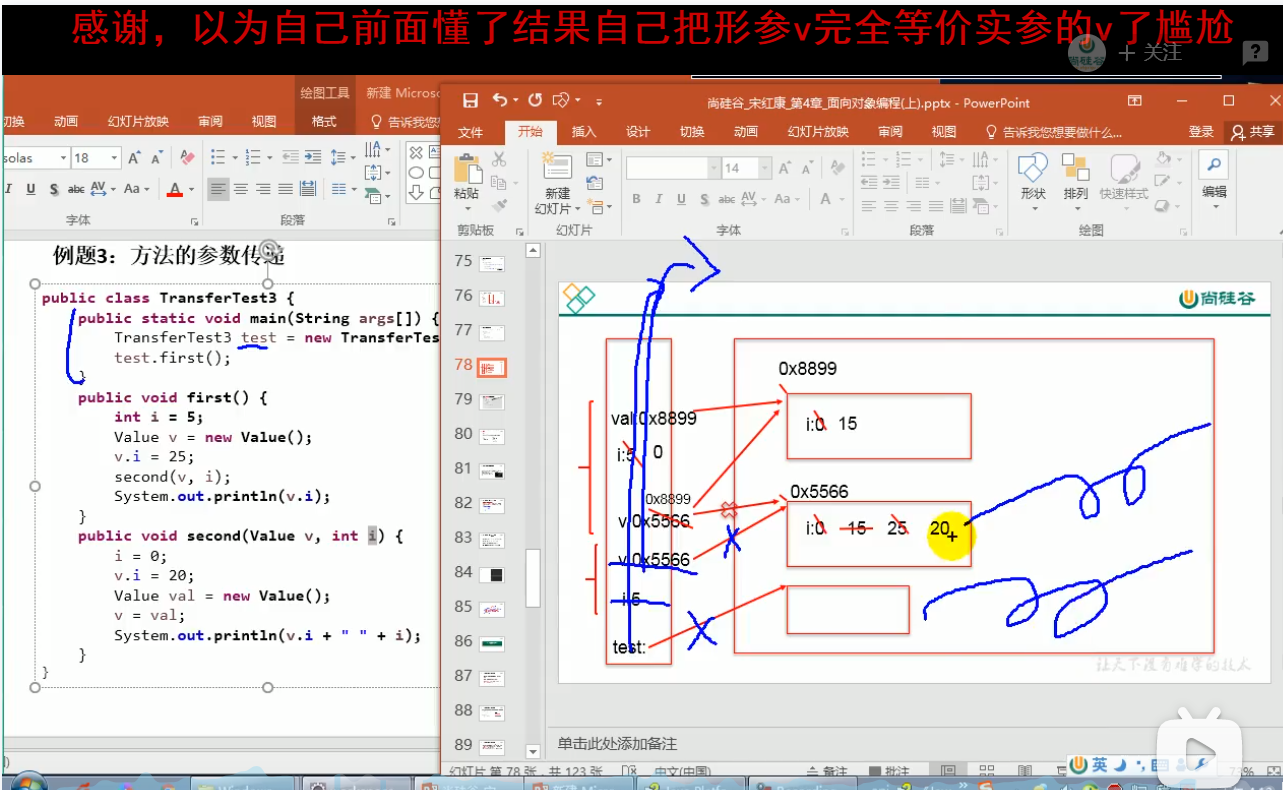 感谢，以为自己前面懂了结果自己把形参v完全等价实参的v了尴尬
尚硅谷
+ 关注
?
绘图工具
新建 Microso
尚硅谷_宋红康_第4章_面向对象编程(上).pptx - PowerPoint
切换 动画 幻灯片放映 审阅 视图 格式 告诉我您
文件 开始 插入 设计 切换 动画 幻灯片放映 审阅 视图 告诉我您想要做什么... 登录 共享
solas 18
I U S abc AV Aa A
字体 段落
粘贴 新建 幻灯片 14
B I U S abc AV Aa A
形状 排列 快速样式 编辑
剪贴板 幻灯片 字体 段落 绘图
例题3：方法的参数传递
public class TransferTest3 {
public static void main(String args[]) {
TransferTest3 test = new TransferTes
test.first();
}
public void first() {
int i = 5;
Value v = new Value();
v.i = 25;
second(v, i);
System.out.println(v.i);
}
public void second(Value v, int i) {
i = 0;
v.i = 20;
Value val = new Value();
v = val;
System.out.println(v.i + " " + i);
}
}
75
76
77
78
79
80
81
82
83
84
85
86
87
88
89
尚硅谷
0x8899
val:0x8899
i:0 15
i:5 0
0x8899
0x5566
v:0x5566
i:0 15 25 20
v:0x5566
i:5
test:
让天下没有难学的技术
单击此处添加备注
幻灯片 第 78 张，共 123 张 中文(中国) 备注 批注 73%
英